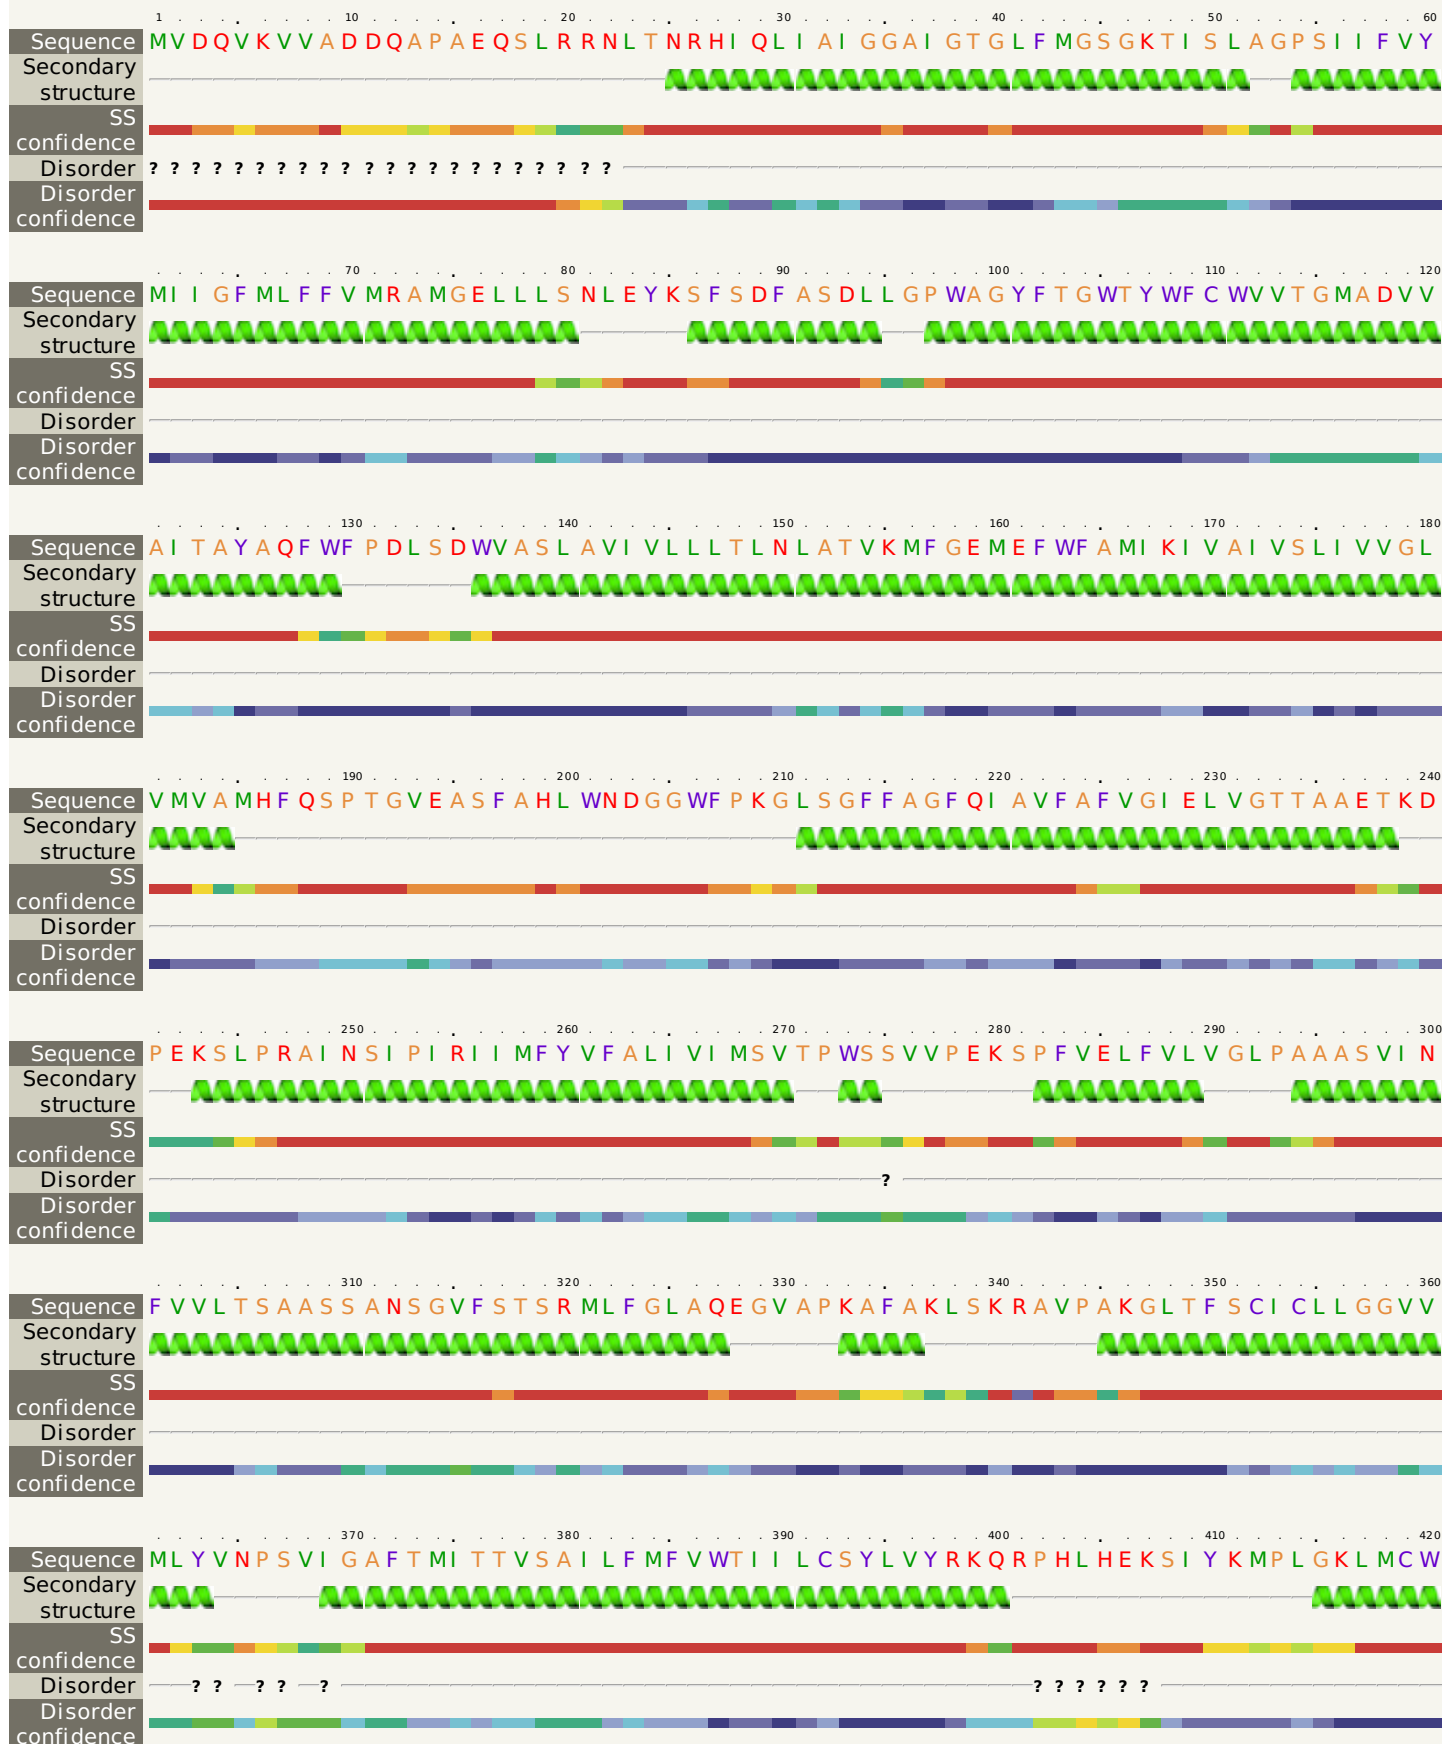 1 . . . . . . . . 10 . . . . . . . . . 20 . . . . . . . . . 30 . . . . . . . . . 40 . . . . . . . . . 50 . . . . . . . . . 60
Sequence MVDQVKVVADDQAPAEQSLRRNLTNRHIQLIAIGGAIGTGLFMGSGKTISLAGPSIIFVY
Secondary
structure
SS
confidence
Disorder ? ? ? ? ? ? ? ? ? ? ? ? ? ? ? ? ? ? ? ? ? ?
Disorder
confidence
. . . . . . . . . 70 . . . . . . . . . 80 . . . . . . . . . 90 . . . . . . . . . 100 . . . . . . . . . 110 . . . . . . . . . 120
Sequence MIIGFMLFFVMRAMGELLLSNLEYKSFSDFASDLLGPWAGYFTGWTYWFCWVVTGMADVV
Secondary
structure
SS
confidence
Disorder
Disorder
confidence
. . . . . . . . . 130 . . . . . . . . . 140 . . . . . . . . . 150 . . . . . . . . . 160 . . . . . . . . . 170 . . . . . . . . . 180
Sequence AITAYAQFWFPDLSDWVASLAVIVLLLTLNLATVKMFGEMEFWFAMIKIVAIVSLIVVGL
Secondary
structure
SS
confidence
Disorder
Disorder
confidence
. . . . . . . . . 190 . . . . . . . . . 200 . . . . . . . . . 210 . . . . . . . . . 220 . . . . . . . . . 230 . . . . . . . . . 240
Sequence VMVAMHFQSPTGVEASFAHLWNDGGWFPKGLSGFFAGFQIAVFAFVGIELVGTTAAETKD
Secondary
structure
SS
confidence
Disorder
Disorder
confidence
. . . . . . . . . 250 . . . . . . . . . 260 . . . . . . . . . 270 . . . . . . . . . 280 . . . . . . . . . 290 . . . . . . . . . 300
Sequence PEKSLPRAINSIPIRIIMFYVFALIVIMSVTPWSSVVPEKSPFVELFVLVGLPAAASVIN
Secondary
structure
SS
confidence
Disorder ?
Disorder
confidence
. . . . . . . . . 310 . . . . . . . . . 320 . . . . . . . . . 330 . . . . . . . . . 340 . . . . . . . . . 350 . . . . . . . . . 360
Sequence FVVLTSAASSANSGVFSTSRMLFGLAQEGVAPKAFAKLSKRAVPAKGLTFSCICLLGGVV
Secondary
structure
SS
confidence
Disorder
Disorder
confidence
. . . . . . . . . 370 . . . . . . . . . 380 . . . . . . . . . 390 . . . . . . . . . 400 . . . . . . . . . 410 . . . . . . . . . 420
Sequence MLYVNPSVIGAFTMITTVSAILFMFVWTIILCSYLVYRKQRPHLHEKSIYKMPLGKLMCW
Secondary
structure
SS
confidence
Disorder ? ? ? ? ? ? ? ? ? ? ?
Disorder
confidence